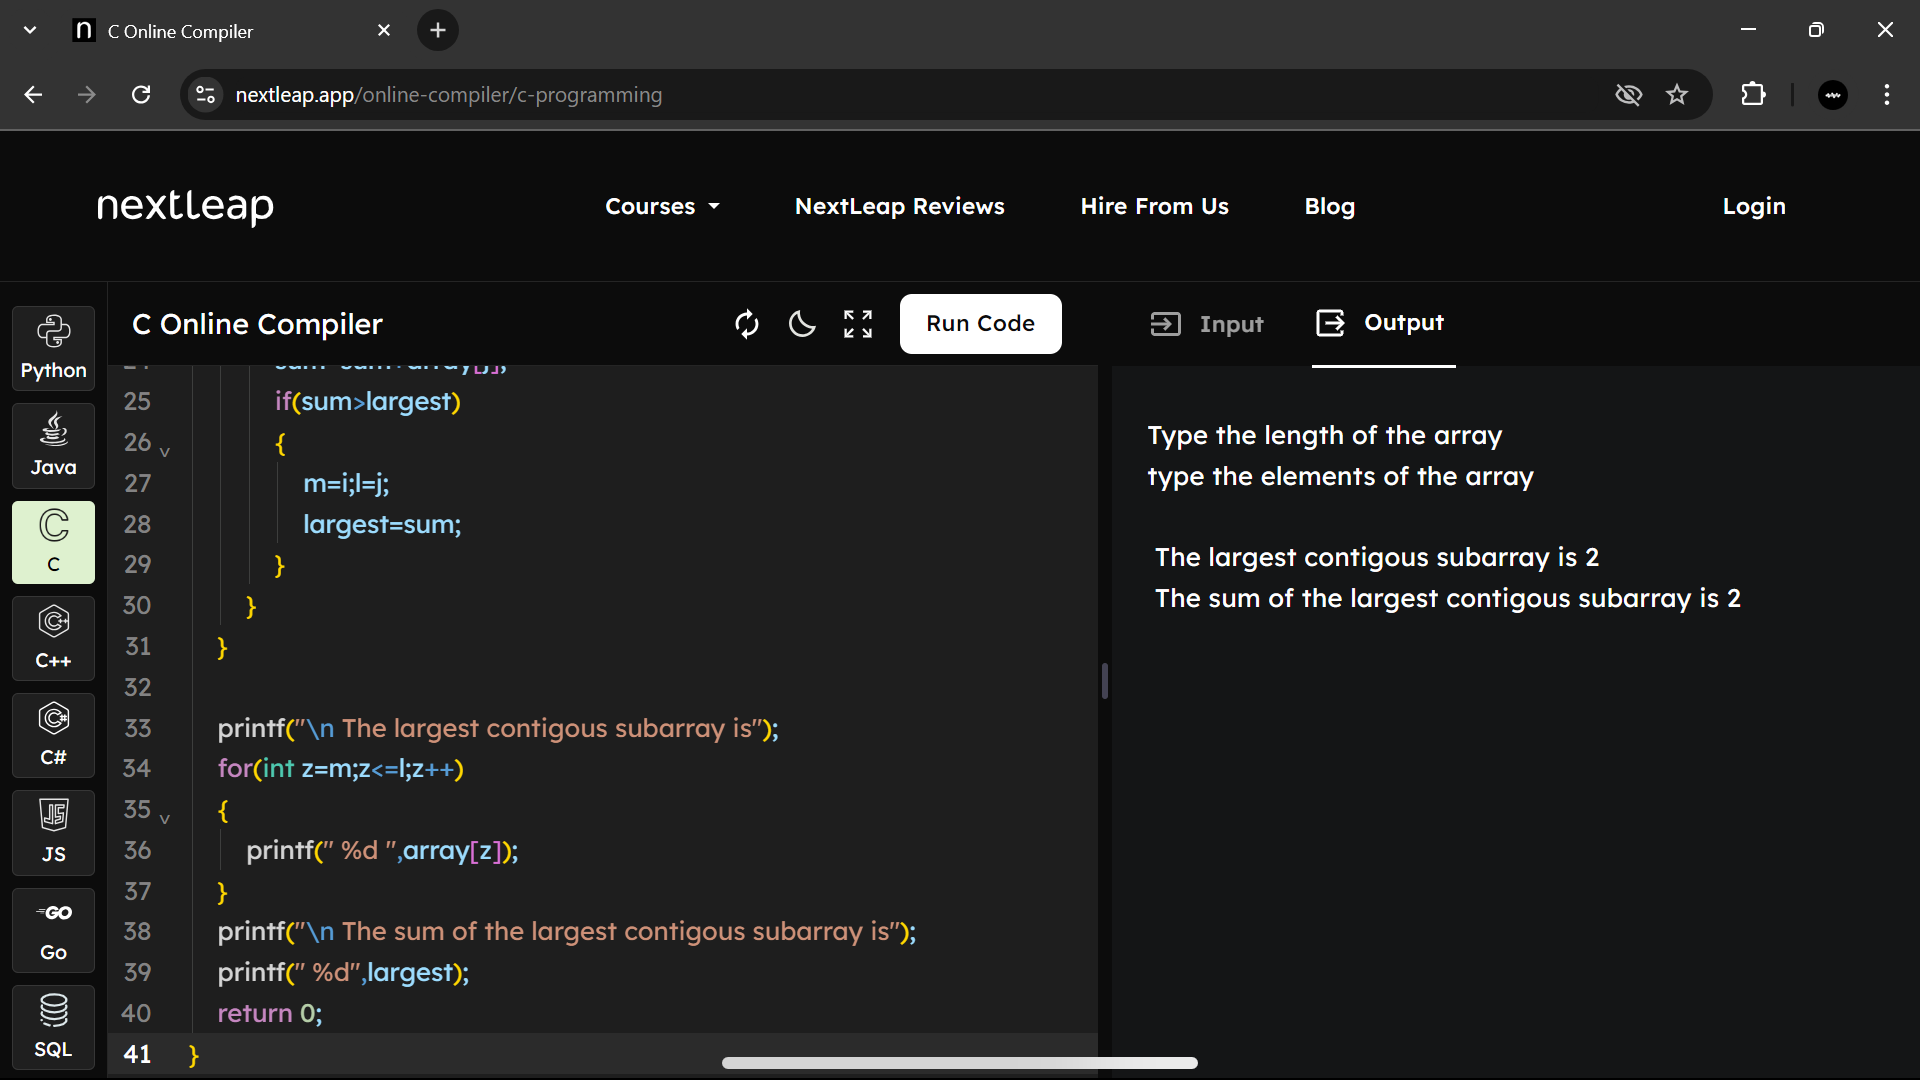 C Online Compiler
nextleap.app/online-compiler/c-programming
nextleap
Courses
NextLeap Reviews
Hire From Us
Blog
Login
Python
Java
C
C++
C#
JS
Go
SQL
C Online Compiler
Run Code
Input
Output
25 if(sum>largest)
26 {
27 m=i;l=j;
28 largest=sum;
29 }
30 }
31 }
32
33 printf("\n The largest contigous subarray is");
34 for(int z=m;z<=l;z++)
35 {
36 printf(" %d ",array[z]);
37 }
38 printf("\n The sum of the largest contigous subarray is");
39 printf(" %d",largest);
40 return 0;
41 }
Type the length of the array
type the elements of the array
The largest contigous subarray is 2
The sum of the largest contigous subarray is 2